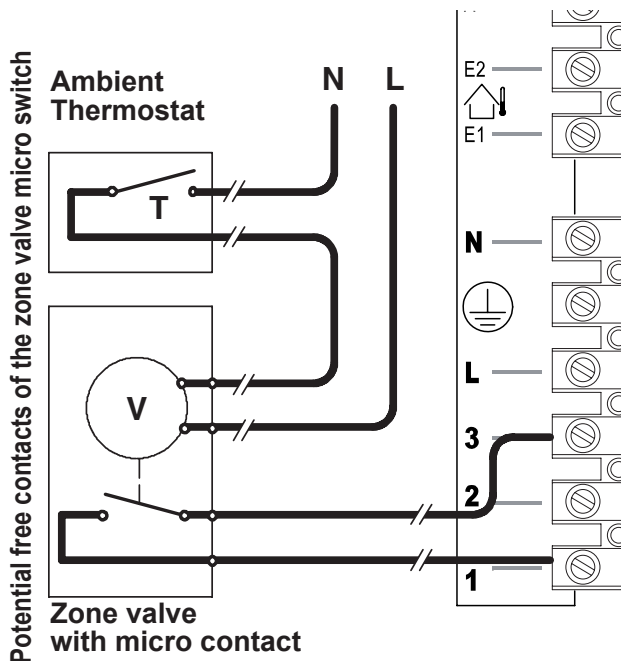 Potential free contacts of the zone valve micro switch
Ambient
Thermostat
N L
T
V
Zone valve
with micro contact
E2
E1
N
L
3
2
1